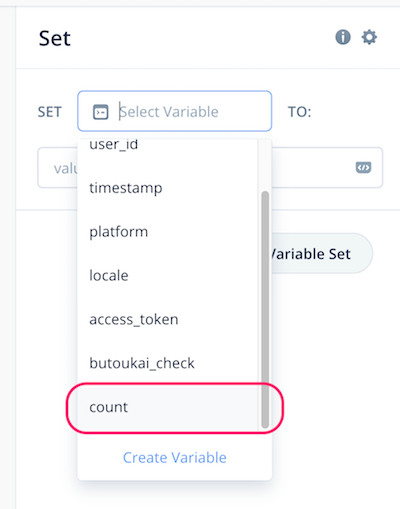 Set
SET Select Variable TO:
user_id
valu
timestamp
platform
locale
Variable Set
access_token
butoukai_check
count
Create Variable